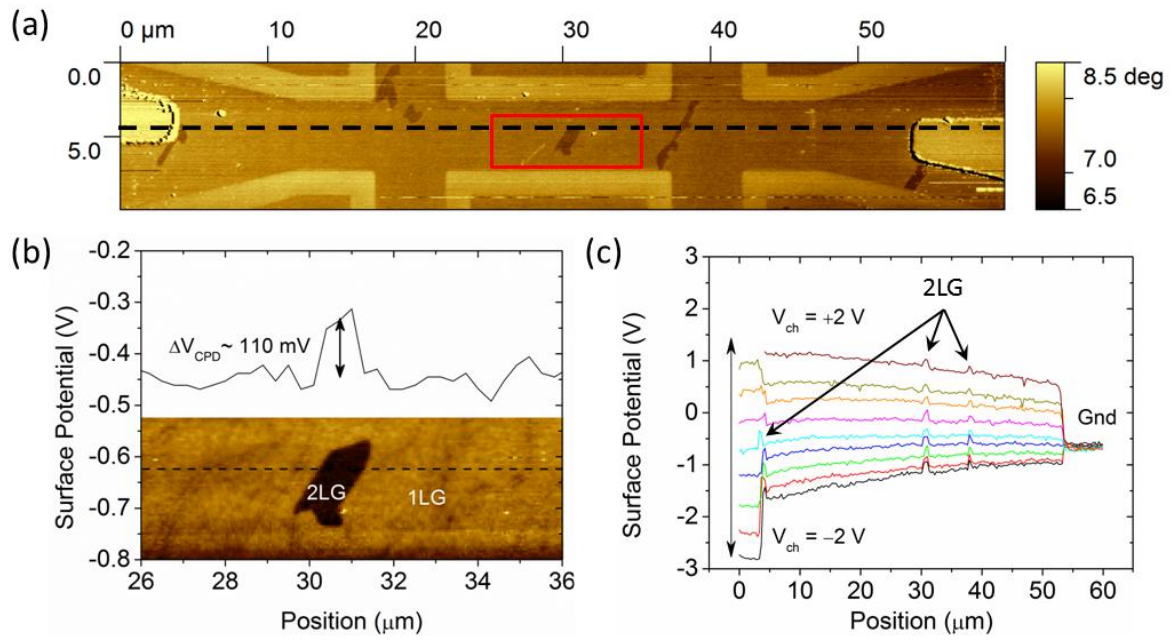 (a)
0 µm 10 20 30 40 50
0.0
5.0
8.5 deg
7.0
6.5
(b)
-0.2
-0.3
-0.4
-0.5
-0.6
-0.7
-0.8
Surface Potential (V)
ΔV_CPD~ 110 mV
2LG
1LG
26 28 30 32 34 36
Position (µm)
(c)
3
2
1
0
-1
-2
-3
Surface Potential (V)
2LG
V_ch = +2 V
Gnd
V_ch = −2 V
0 10 20 30 40 50 60
Position (µm)